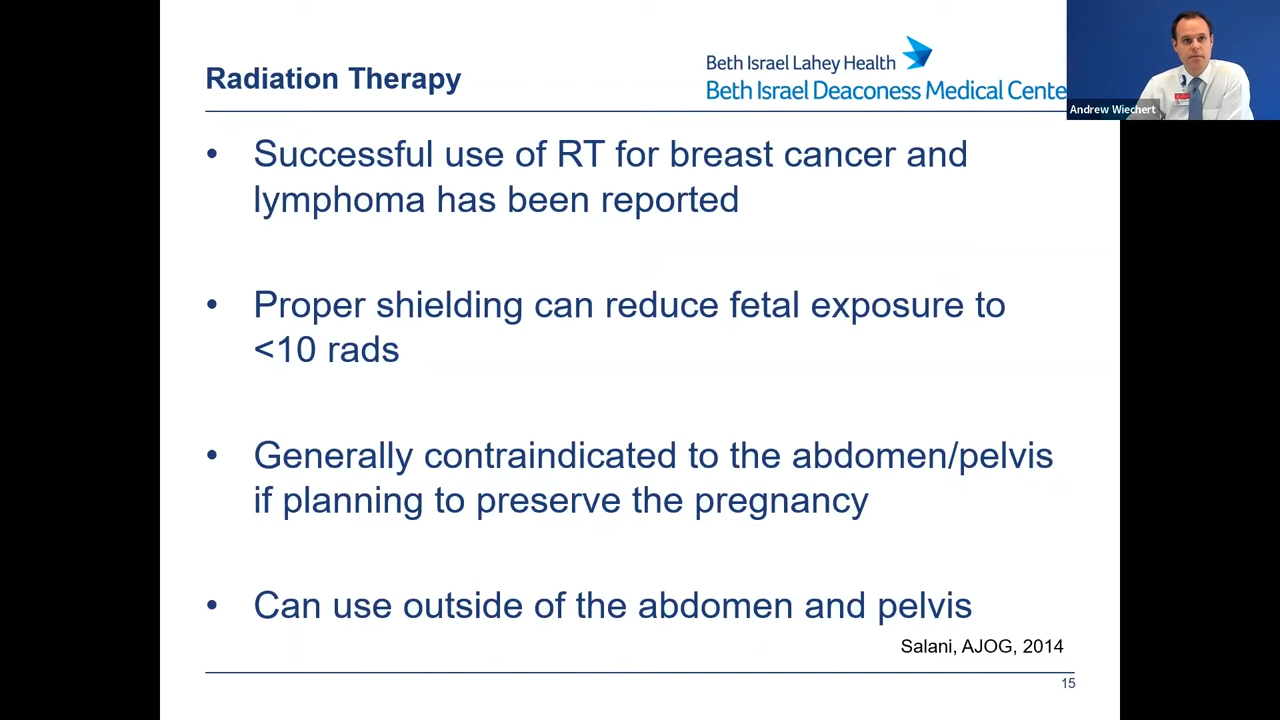 Radiation Therapy
Beth Israel Lahey Health
Beth Israel Deaconess Medical Cente
Andrew Wiechert
• Successful use of RT for breast cancer and
lymphoma has been reported
• Proper shielding can reduce fetal exposure to
<10 rads
• Generally contraindicated to the abdomen/pelvis
if planning to preserve the pregnancy
• Can use outside of the abdomen and pelvis
Salani, AJOG, 2014
15